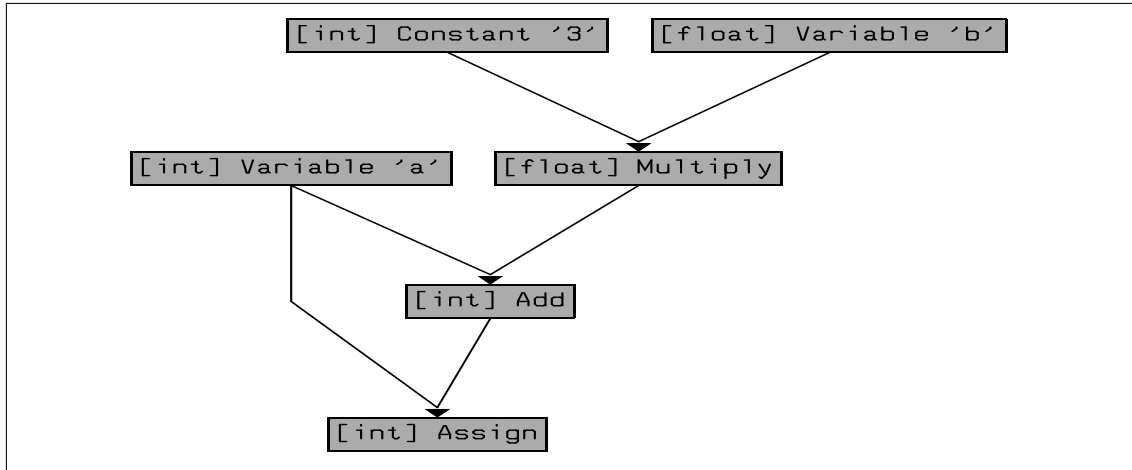 [int] Constant '3'
[float] Variable 'b'
[int] Variable 'a'
[float] Multiply
[int] Add
[int] Assign